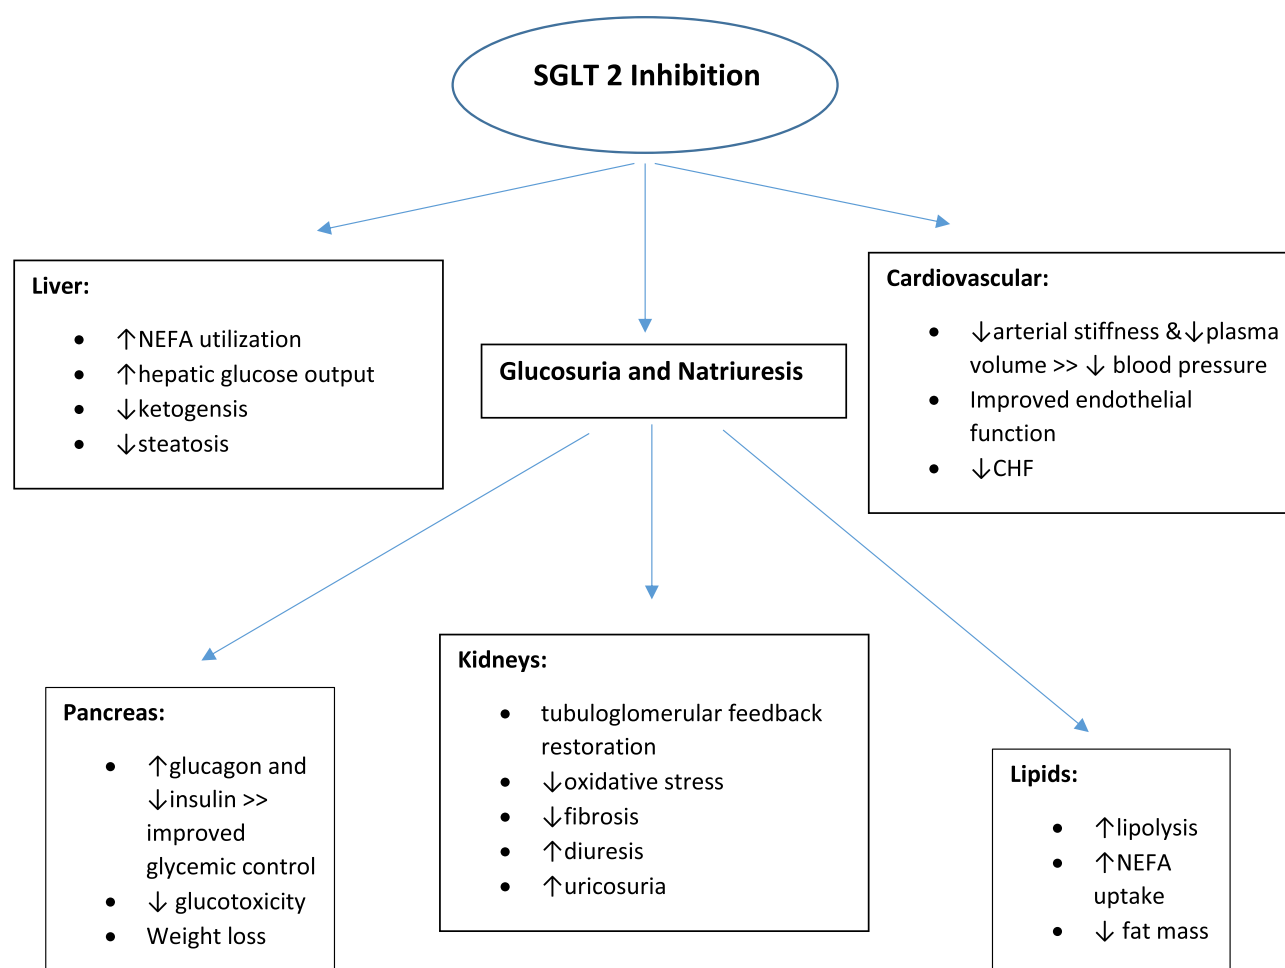 SGLT 2 Inhibition
Liver:
• ↑NEFA utilization
• ↑hepatic glucose output
• ↓ketogensis
• ↓steatosis
Glucosuria and Natriuresis
Cardiovascular:
• ↓arterial stiffness &↓plasma
volume >> ↓ blood pressure
• Improved endothelial
function
• ↓CHF
Pancreas:
• ↑glucagon and
↓insulin >>
improved
glycemic control
• ↓ glucotoxicity
• Weight loss
Kidneys:
• tubuloglomerular feedback
restoration
• ↓oxidative stress
• ↓fibrosis
• ↑diuresis
• ↑uricosuria
Lipids:
• ↑lipolysis
• ↑NEFA
uptake
• ↓ fat mass